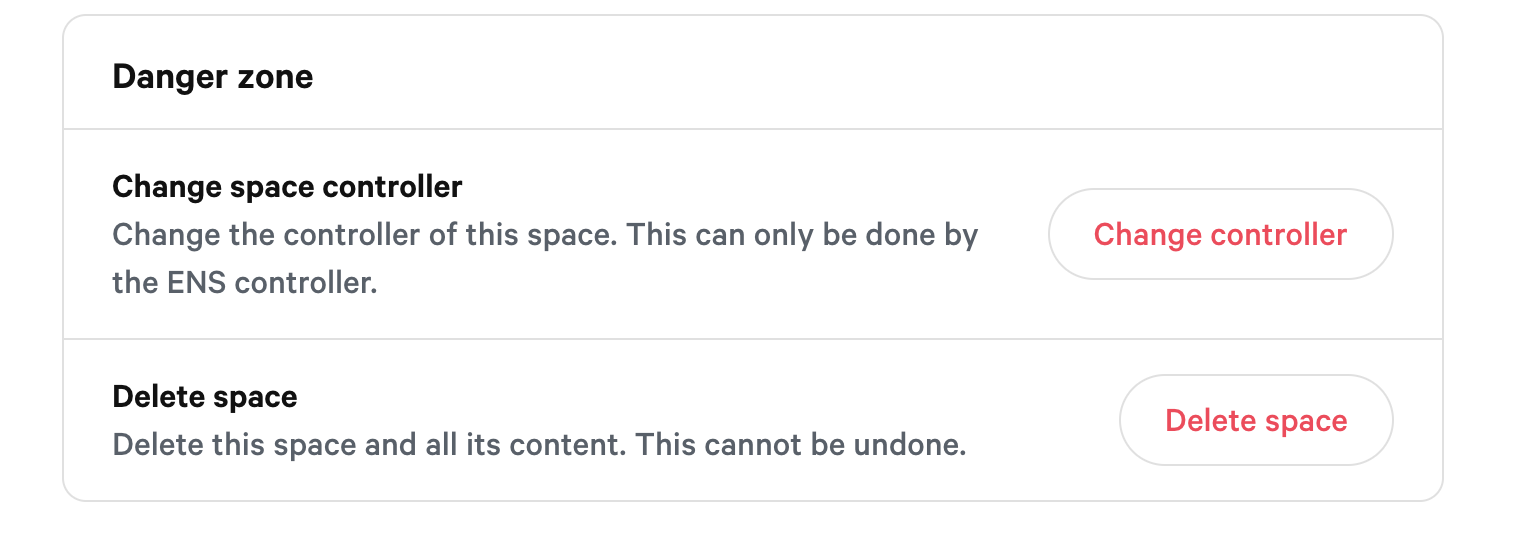 Danger zone
Change space controller
Change the controller of this space. This can only be done by
the ENS controller.
Change controller
Delete space
Delete this space and all its content. This cannot be undone.
Delete space